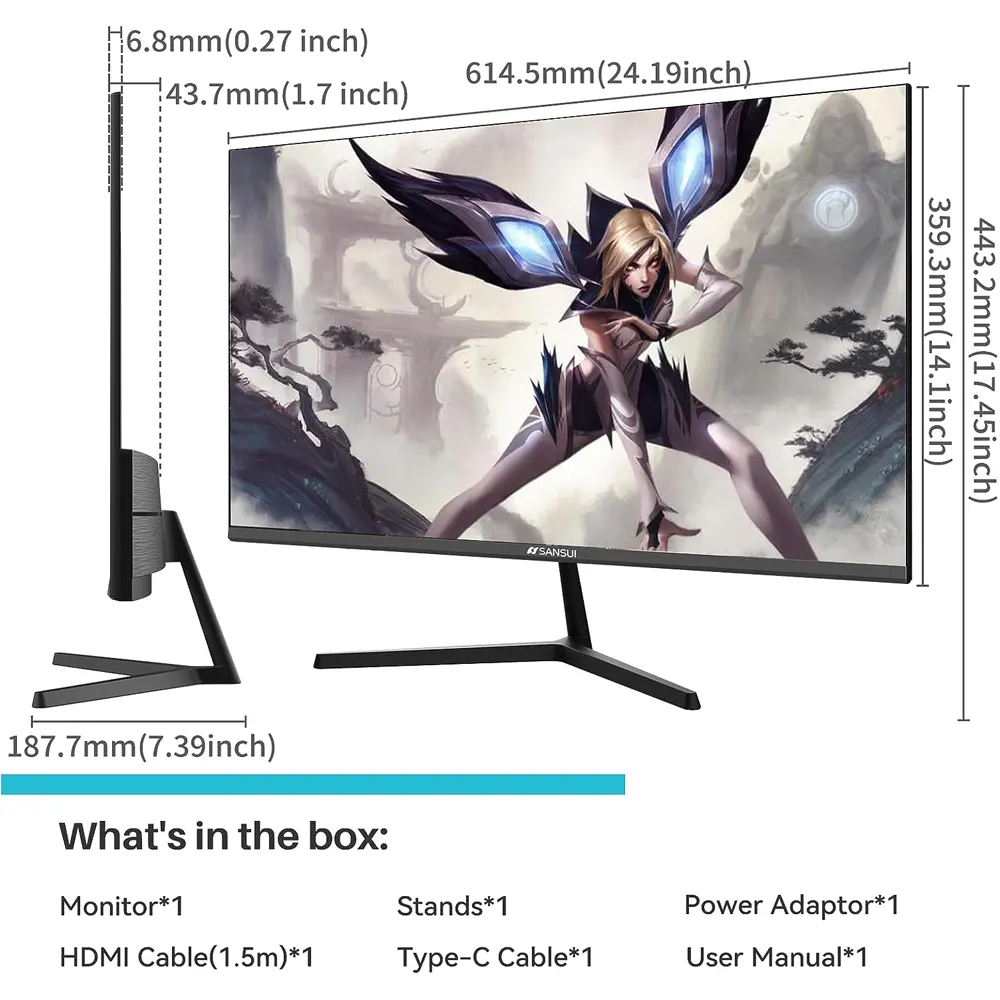 6.8mm(0.27 inch)
43.7mm(1.7 inch)
614.5mm(24.19inch)
359.3mm(14.1inch)
443.2mm(17.45inch)
SANSUI
187.7mm(7.39inch)
What's in the box:
Monitor*1
Stands*1
Power Adaptor*1
HDMI Cable(1.5m)*1
Type-C Cable*1
User Manual*1